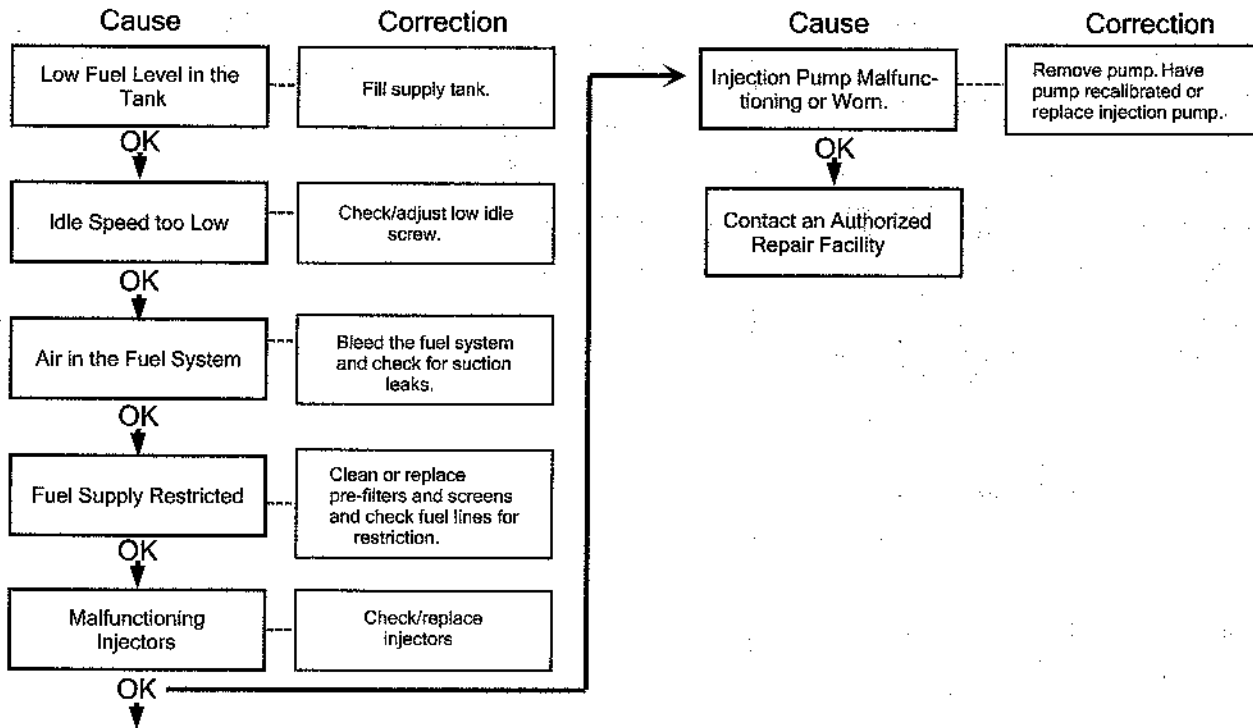 Cause
Correction
Low Fuel Level in the
Tank
Fill supply tank.
OK
Idle Speed too Low
Check/adjust low idle
screw.
OK
Air in the Fuel System
Bleed the fuel system
and check for suction
leaks.
OK
Fuel Supply Restricted
Clean or replace
pre-filters and screens
and check fuel lines for
restriction.
OK
Malfunctioning
Injectors
Check/replace
injectors
OK
Cause
Correction
Injection Pump Malfunc-
tioning or Worn.
Remove pump. Have
pump recalibrated or
replace injection pump.
OK
Contact an Authorized
Repair Facility